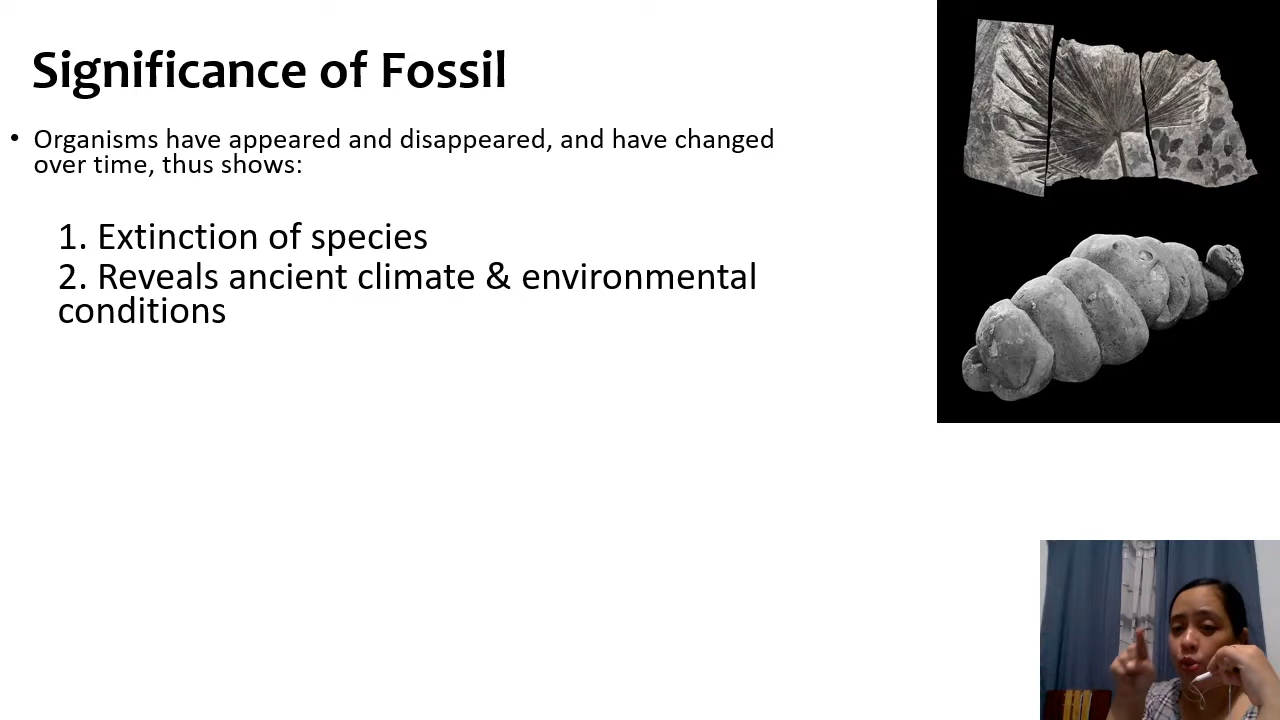 Significance of Fossil
• Organisms have appeared and disappeared, and have changed
over time, thus shows:
1. Extinction of species
2. Reveals ancient climate & environmental
conditions